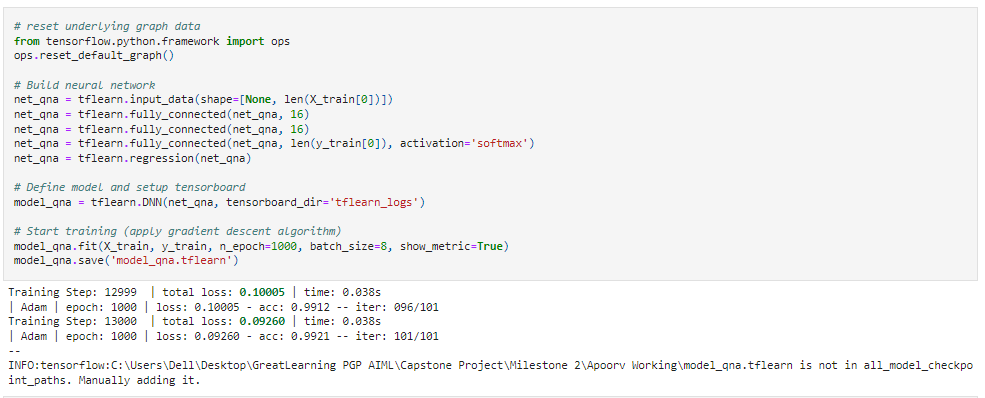 # reset underlying graph data
from tensorflow.python.framework import ops
ops.reset_default_graph()
# Build neural network
net_qna = tflearn.input_data(shape=[None, len(X_train[0])])
net_qna = tflearn.fully_connected(net_qna, 16)
net_qna = tflearn.fully_connected(net_qna, 16)
net_qna = tflearn.fully_connected(net_qna, len(y_train[0]), activation='softmax')
net_qna = tflearn.regression(net_qna)
# Define model and setup tensorboard
model_qna = tflearn.DNN(net_qna, tensorboard_dir='tflearn_logs')
# Start training (apply gradient descent algorithm)
model_qna.fit(X_train, y_train, n_epoch=1000, batch_size=8, show_metric=True)
model_qna.save('model_qna.tflearn')
Training Step: 12999  | total loss: 0.10005 | time: 0.038s
| Adam | epoch: 1000 | loss: 0.10005 - acc: 0.9912 -- iter: 096/101
Training Step: 13000  | total loss: 0.09260 | time: 0.038s
| Adam | epoch: 1000 | loss: 0.09260 - acc: 0.9921 -- iter: 101/101
--
INFO:tensorflow:C:\Users\Dell\Desktop\GreatLearning PGP AIML\Capstone Project\Milestone 2\Apoorv Working\model_qna.tflearn is not in all_model_checkpo
int_paths. Manually adding it.